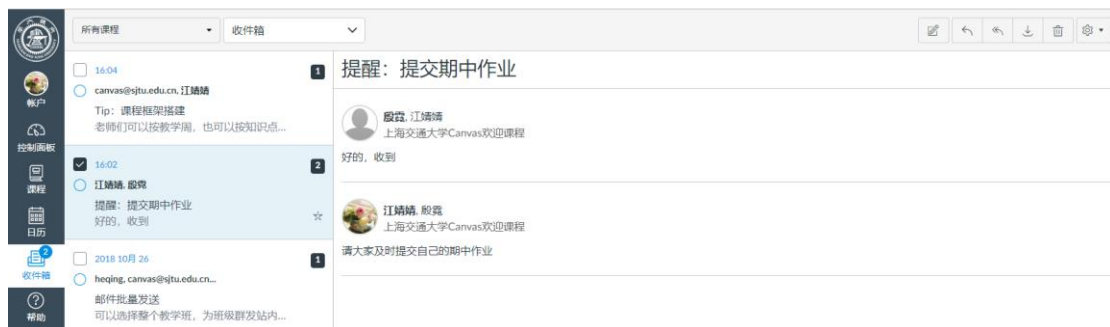 所有课程
收件箱
16:04
1
canvas@sjtu.edu.cn, 江婧婧
Tip：课程框架搭建
老师们可以按教学周，也可以按知识点...
16:02
2
江婧婧, 殷霓
提醒：提交期中作业
好的，收到
2018 10月 26
1
heqing, canvas@sjtu.edu.cn...
邮件批量发送
可以选择整个教学班，为班级群发站内...
帐户
控制面板
课程
日历
2
收件箱
帮助
提醒：提交期中作业
殷霓, 江婧婧
上海交通大学Canvas欢迎课程
好的，收到
江婧婧, 殷霓
上海交通大学Canvas欢迎课程
请大家及时提交自己的期中作业